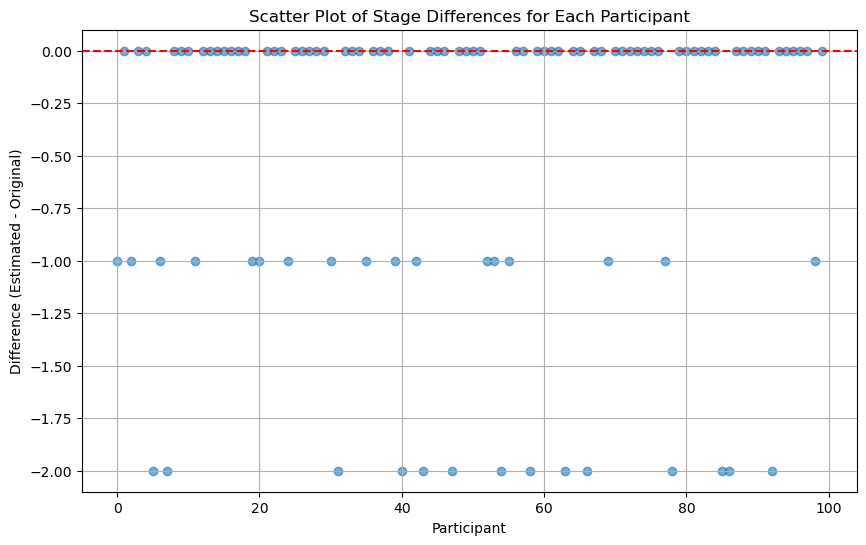 Scatter Plot of Stage Differences for Each Participant
Difference (Estimated - Original)
0.00
−0.25
−0.50
−0.75
−1.00
−1.25
−1.50
−1.75
−2.00
0 20 40 60 80 100
Participant